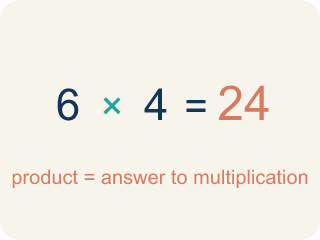 6 × 4 = 24
product = answer to multiplication